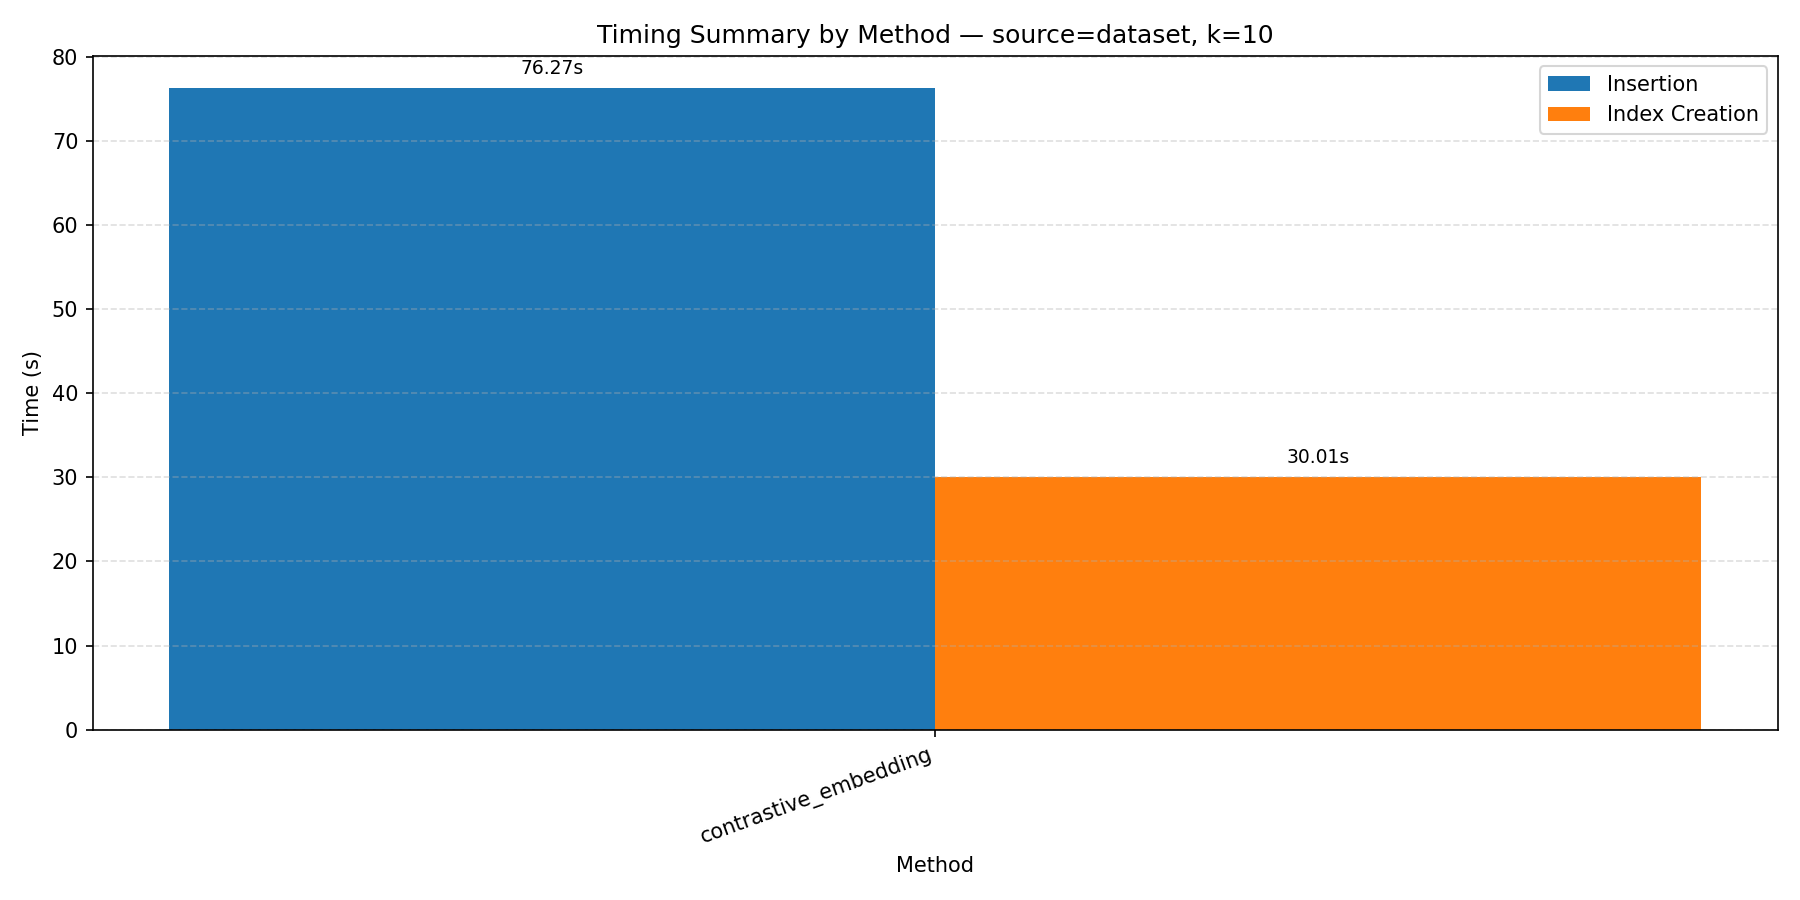 Timing Summary by Method — source=dataset, k=10
80
70
60
50
40
30
20
10
0
Time (s)
76.27s
30.01s
Insertion
Index Creation
contrastive_embedding
Method